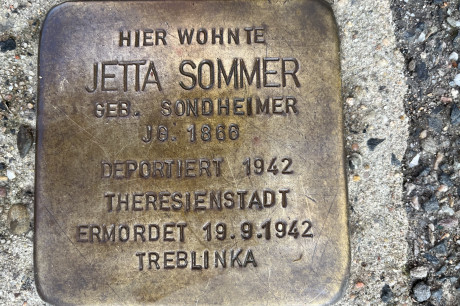 HIER WOHNTE
JETTA SOMMER
GEB. SONDHEIMER
JG. 1866
DEPORTIERT 1942
THERESIENSTADT
ERMORDET 19.9.1942
TREBLINKA